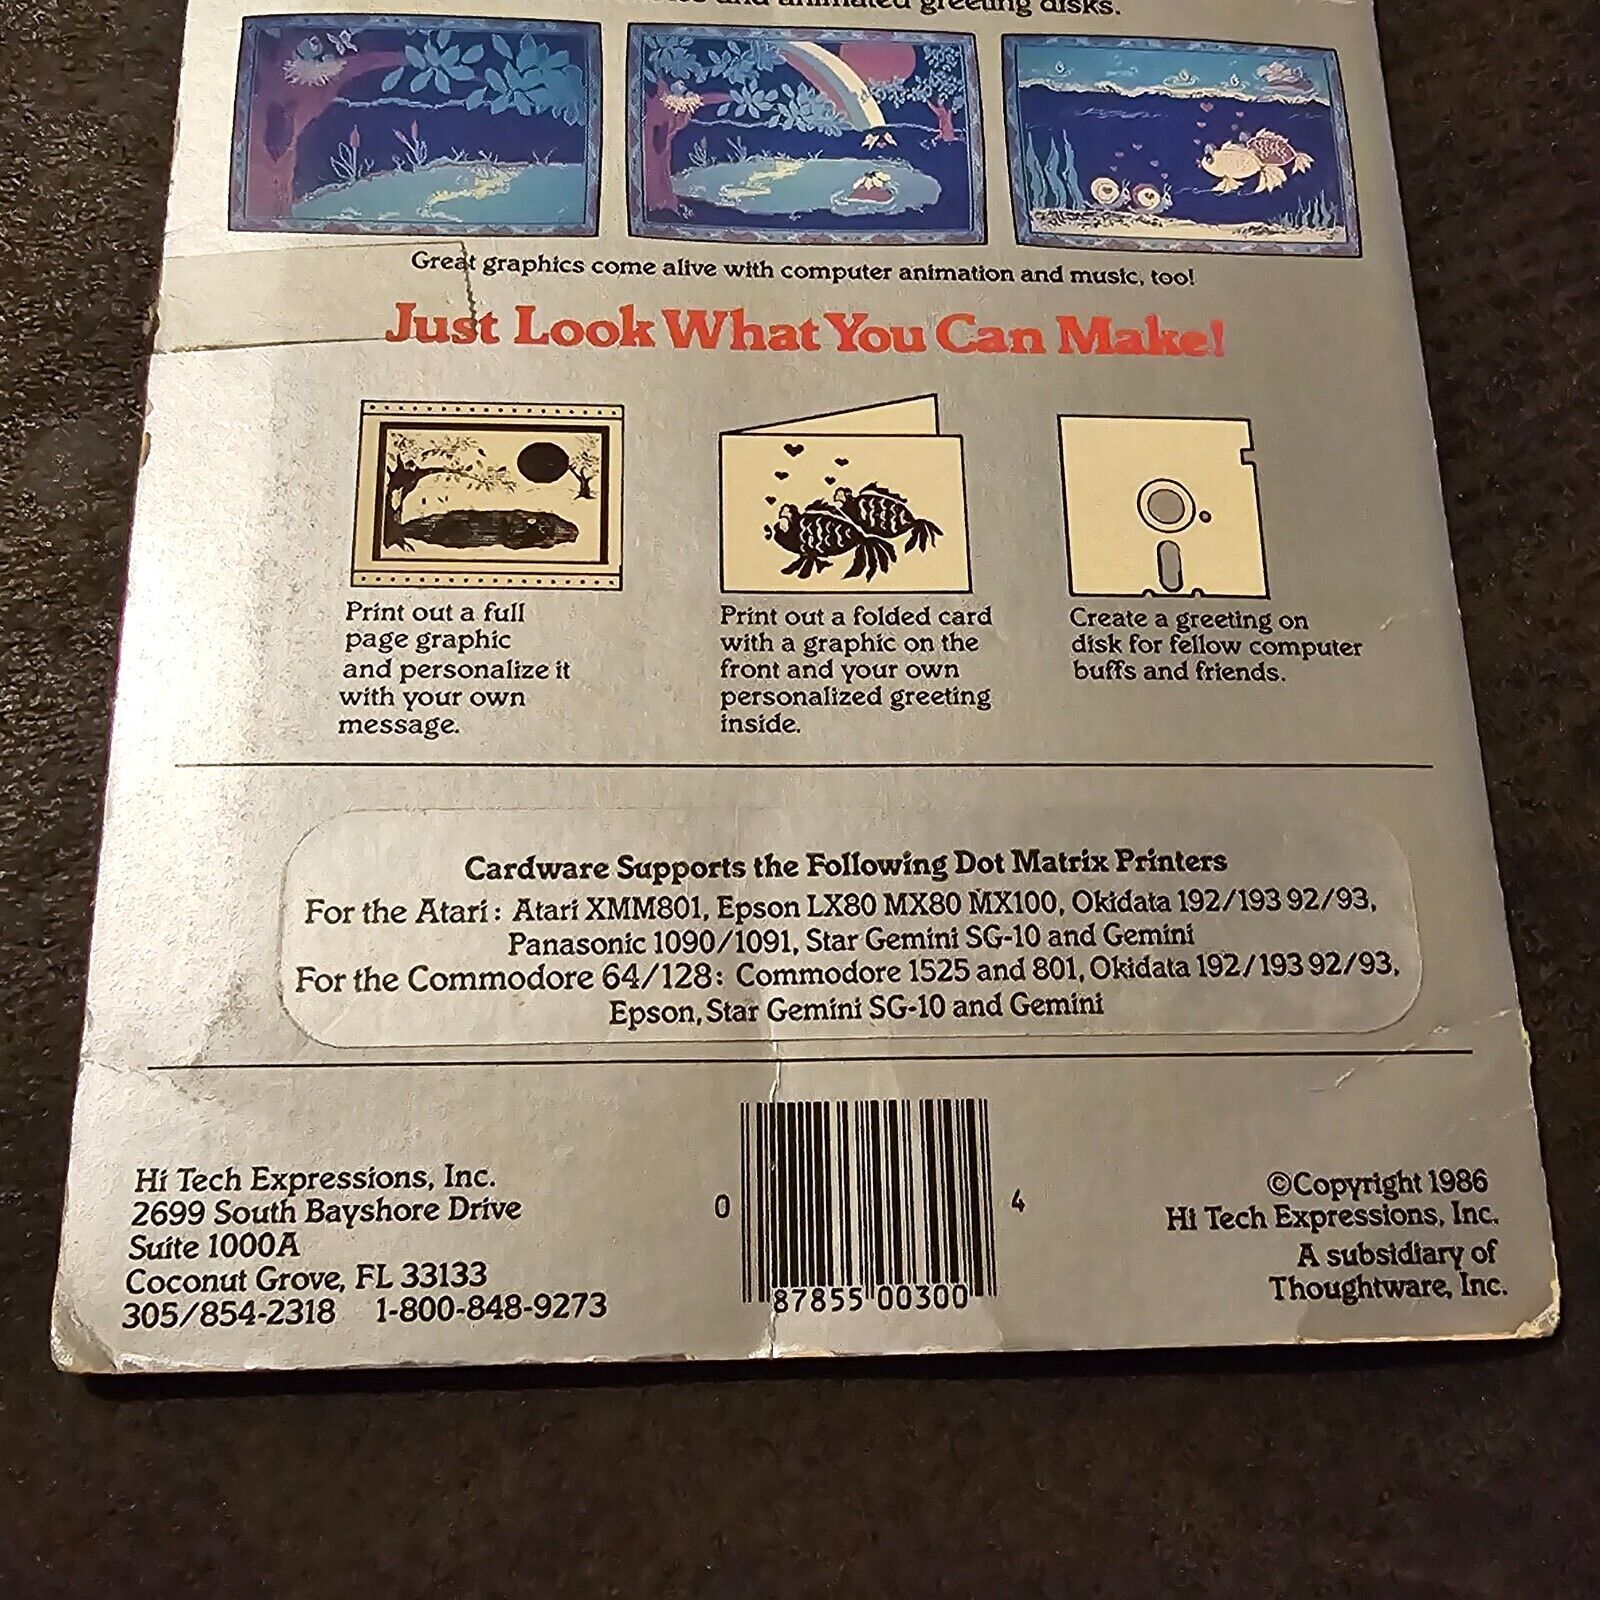 and animated greeting disks.
Great graphics come alive with computer animation and music, too!
Just Look What You Can Make!
Print out a full
page graphic
and personalize it
with your own
message.
Print out a folded card
with a graphic on the
front and your own
personalized greeting
inside.
Create a greeting on
disk for fellow computer
buffs and friends.
Cardware Supports the Following Dot Matrix Printers
For the Atari: Atari XMM801, Epson LX80 MX80 MX100, Okidata 192/193 92/93,
Panasonic 1090/1091, Star Gemini SG-10 and Gemini
For the Commodore 64/128: Commodore 1525 and 801, Okidata 192/193 92/93,
Epson, Star Gemini SG-10 and Gemini
Hi Tech Expressions, Inc.
2699 South Bayshore Drive
Suite 1000A
Coconut Grove, FL 33133
305/854-2318 1-800-848-9273
0 87855 00300 4
©Copyright 1986
Hi Tech Expressions, Inc.
A subsidiary of
Thoughtware, Inc.